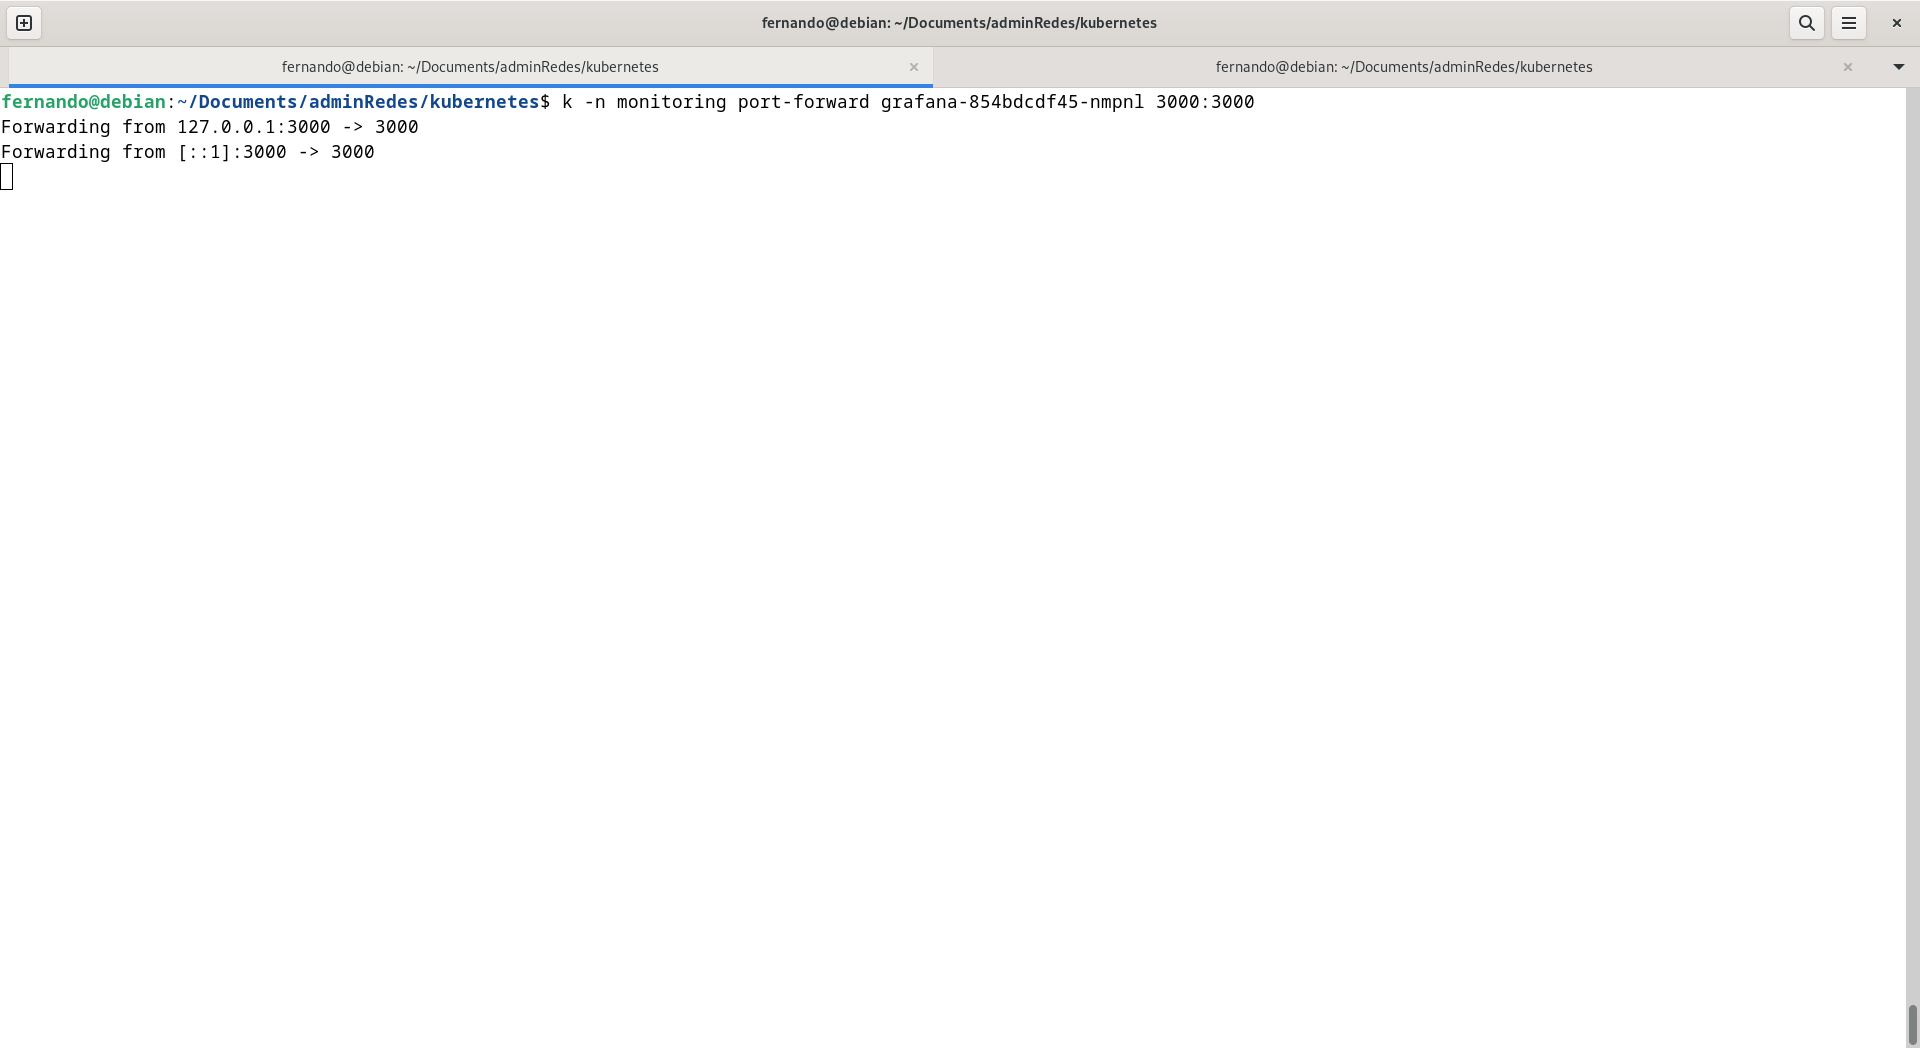 fernando@debian: ~/Documents/adminRedes/kubernetes
fernando@debian: ~/Documents/adminRedes/kubernetes
fernando@debian: ~/Documents/adminRedes/kubernetes
fernando@debian:~/Documents/adminRedes/kubernetes$ k -n monitoring port-forward grafana-854bdcdf45-nmpnl 3000:3000
Forwarding from 127.0.0.1:3000 -> 3000
Forwarding from [::1]:3000 -> 3000